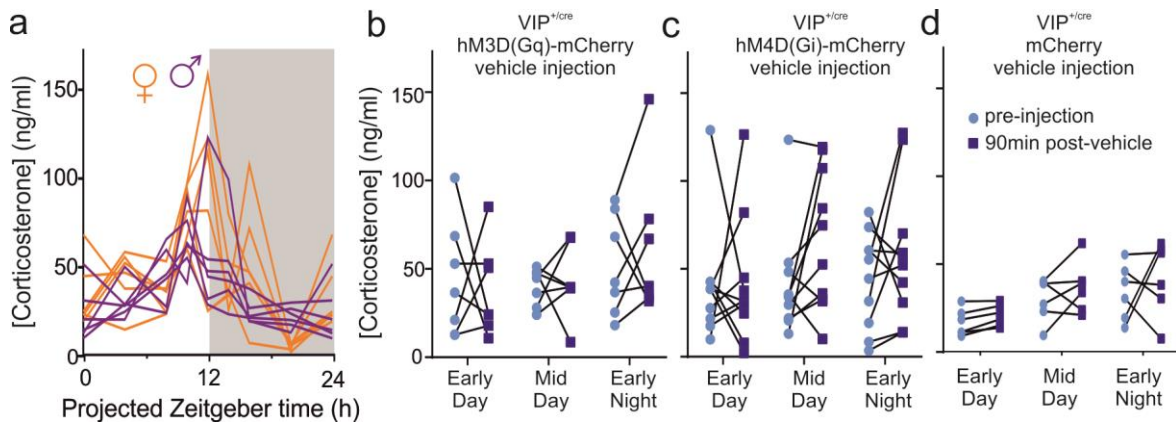 a
♀ ♂
[Corticosterone] (ng/ml)
150
100
50
0
0
12
24
Projected Zeitgeber time (h)
b
VIP+/cre
hM3D(Gq)-mCherry
vehicle injection
[Corticosterone] (ng/ml)
150
100
50
0
Early
Day
Mid
Day
Early
Night
c
VIP+/cre
hM4D(Gi)-mCherry
vehicle injection
Early
Day
Mid
Day
Early
Night
d
VIP+/cre
mCherry
vehicle injection
pre-injection
90min post-vehicle
Early
Day
Mid
Day
Early
Night